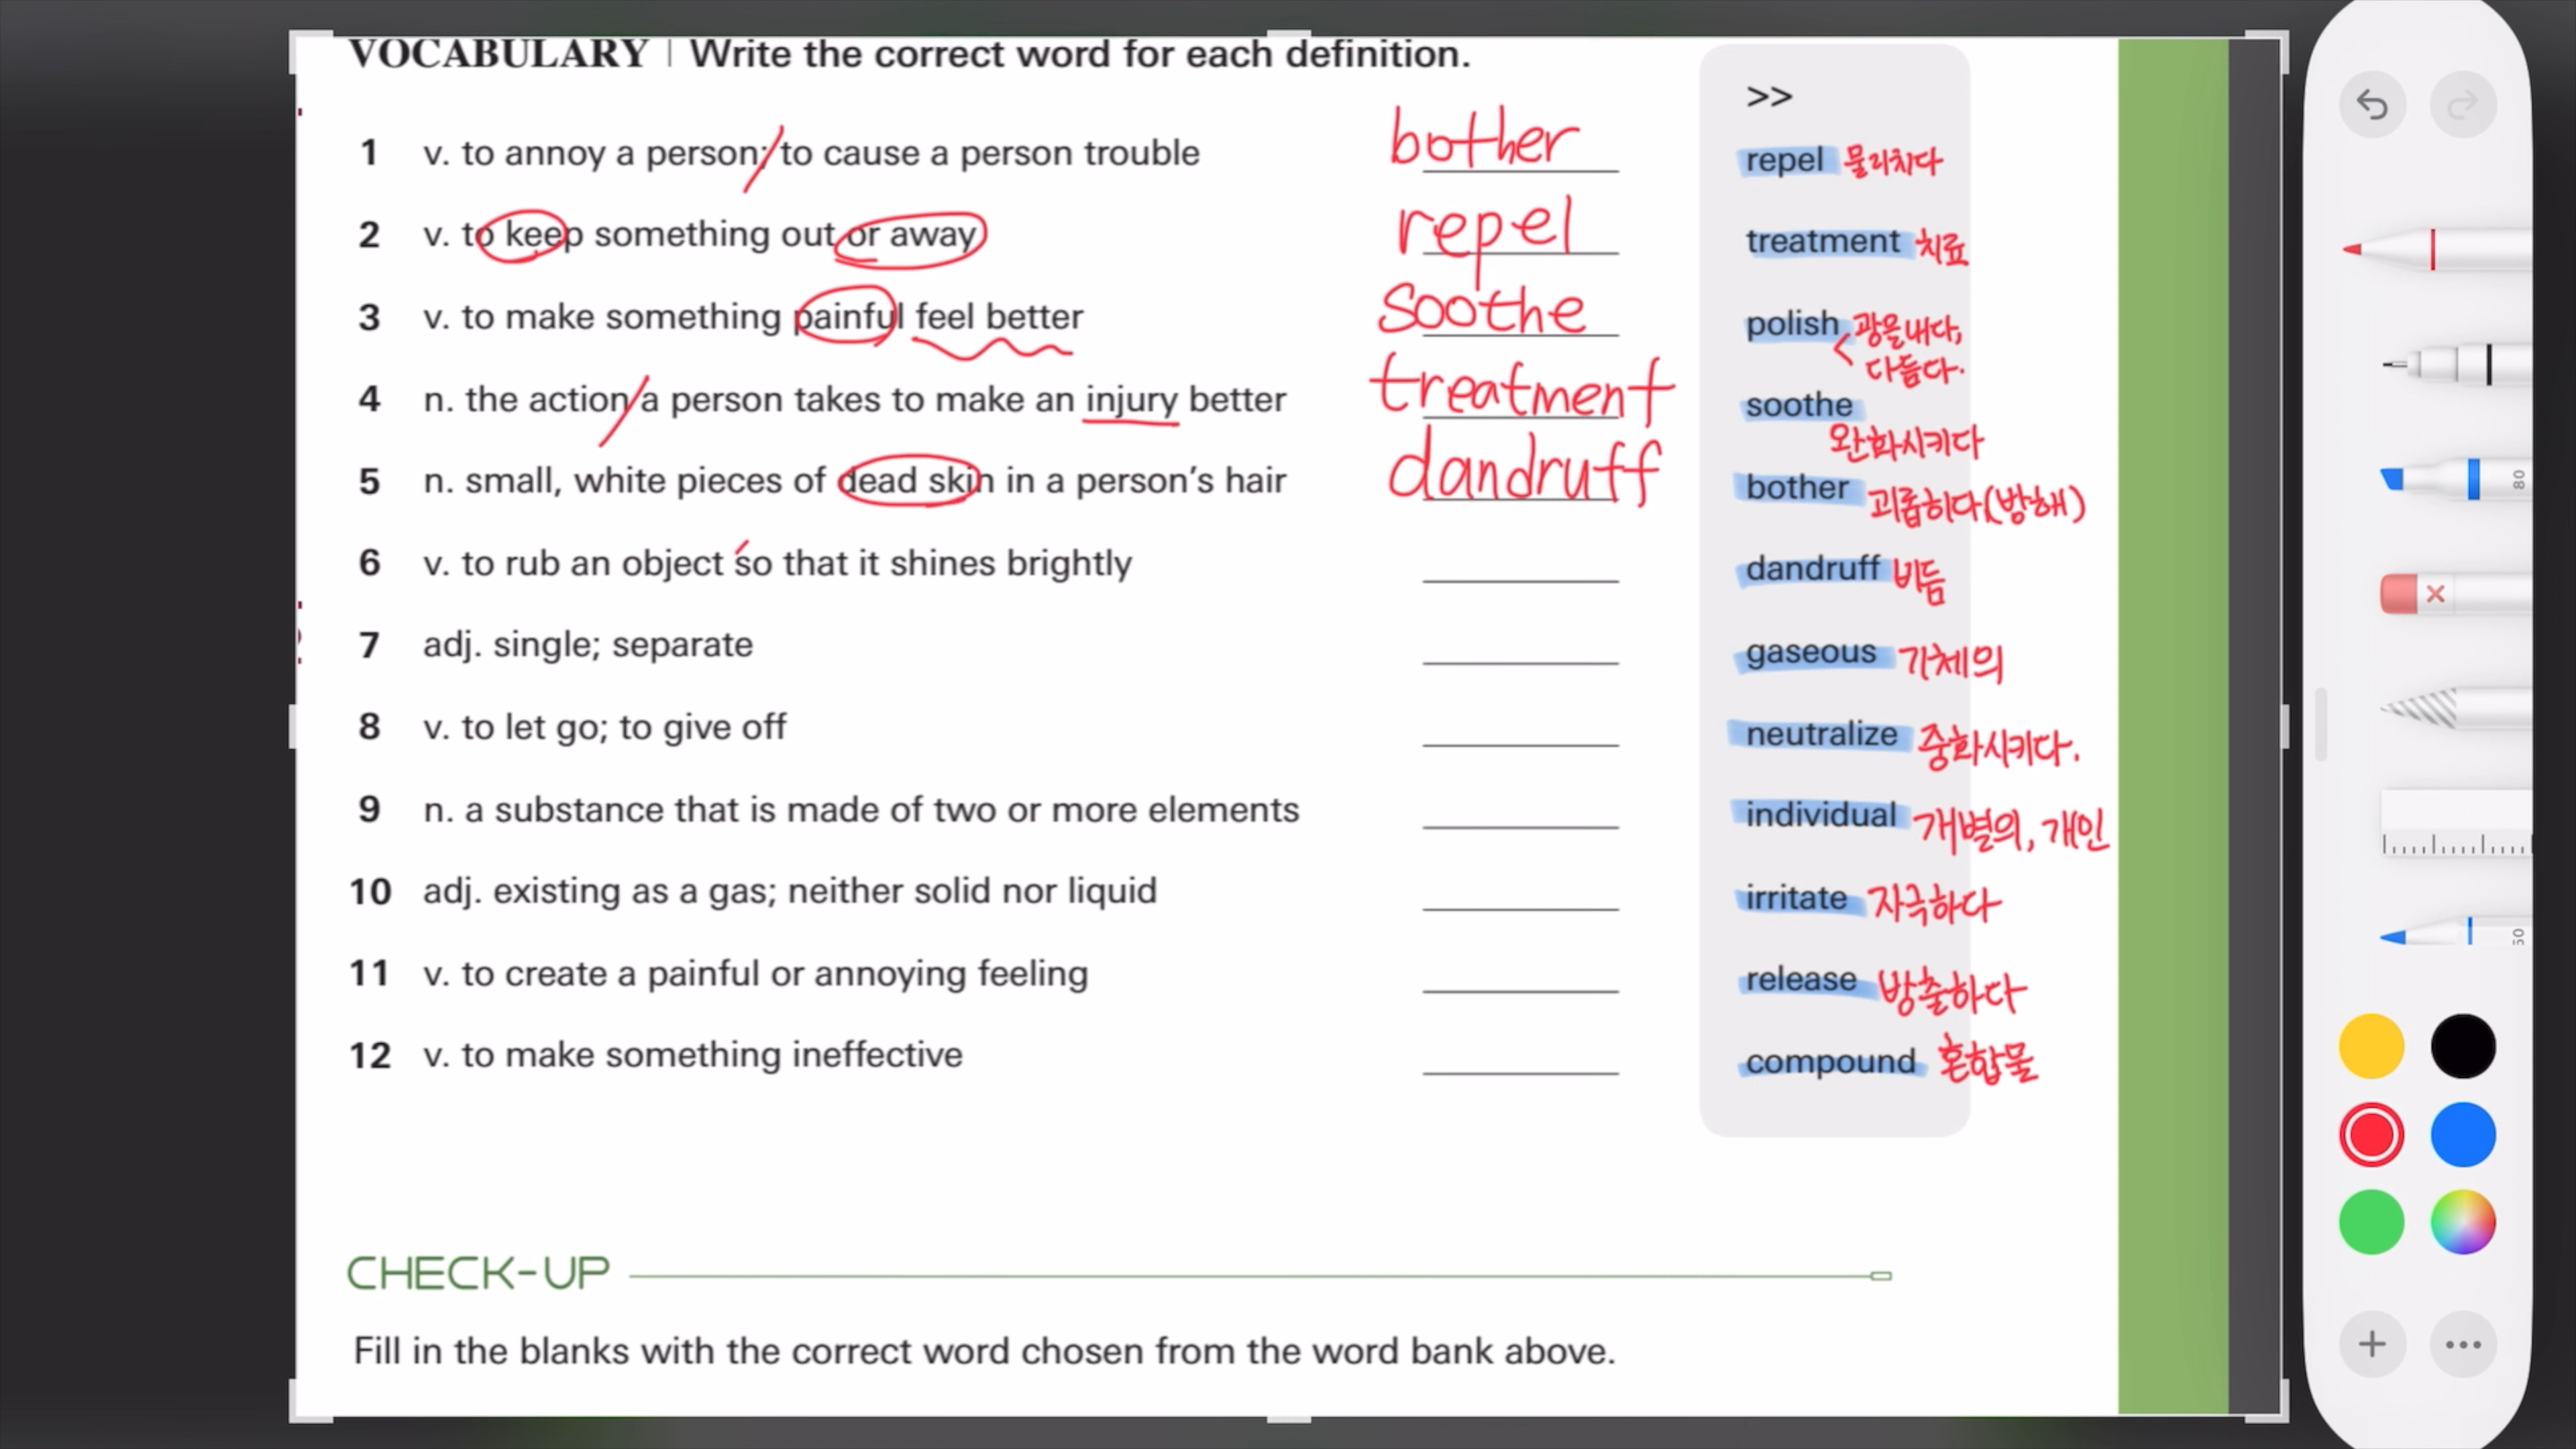 VOCABULARY | Write the correct word for each definition.
1 v. to annoy a person; to cause a person trouble bother
2 v. to keep something out or away repel
3 v. to make something painful feel better soothe
4 n. the action a person takes to make an injury better treatment
5 n. small, white pieces of dead skin in a person's hair dandruff
6 v. to rub an object so that it shines brightly
7 adj. single; separate
8 v. to let go; to give off
9 n. a substance that is made of two or more elements
10 adj. existing as a gas; neither solid nor liquid
11 v. to create a painful or annoying feeling
12 v. to make something ineffective
>>
repel 물리치다
treatment 치료
polish 광을내다,
다듬다.
soothe
완화시키다
bother 괴롭히다(방해)
dandruff 비듬
gaseous 기체의
neutralize 중화시키다.
individual 개별의, 개인
irritate 자극하다
release 방출하다
compound 혼합물
CHECK-UP
Fill in the blanks with the correct word chosen from the word bank above.
80
50